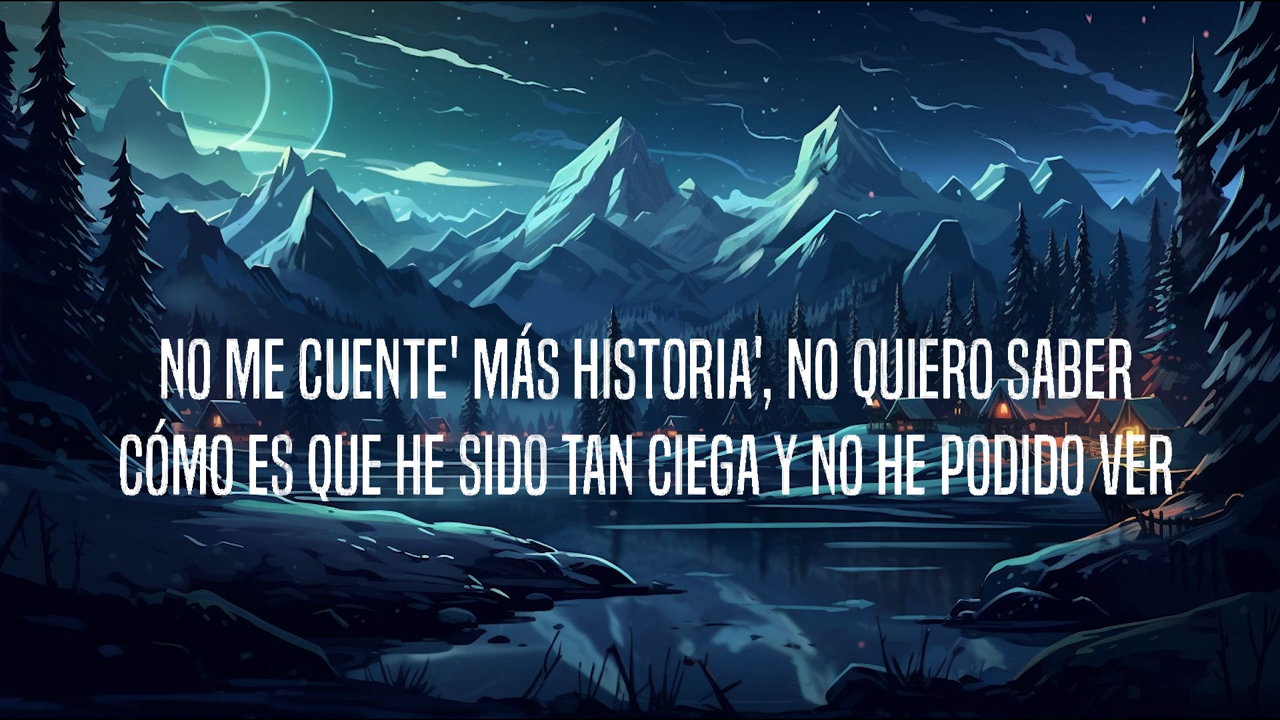 NO ME CUENTE' MÁS HISTORIA', NO QUIERO SABER
CÓMO ES QUE HE SIDO TAN CIEGA Y NO HE PODIDO VER